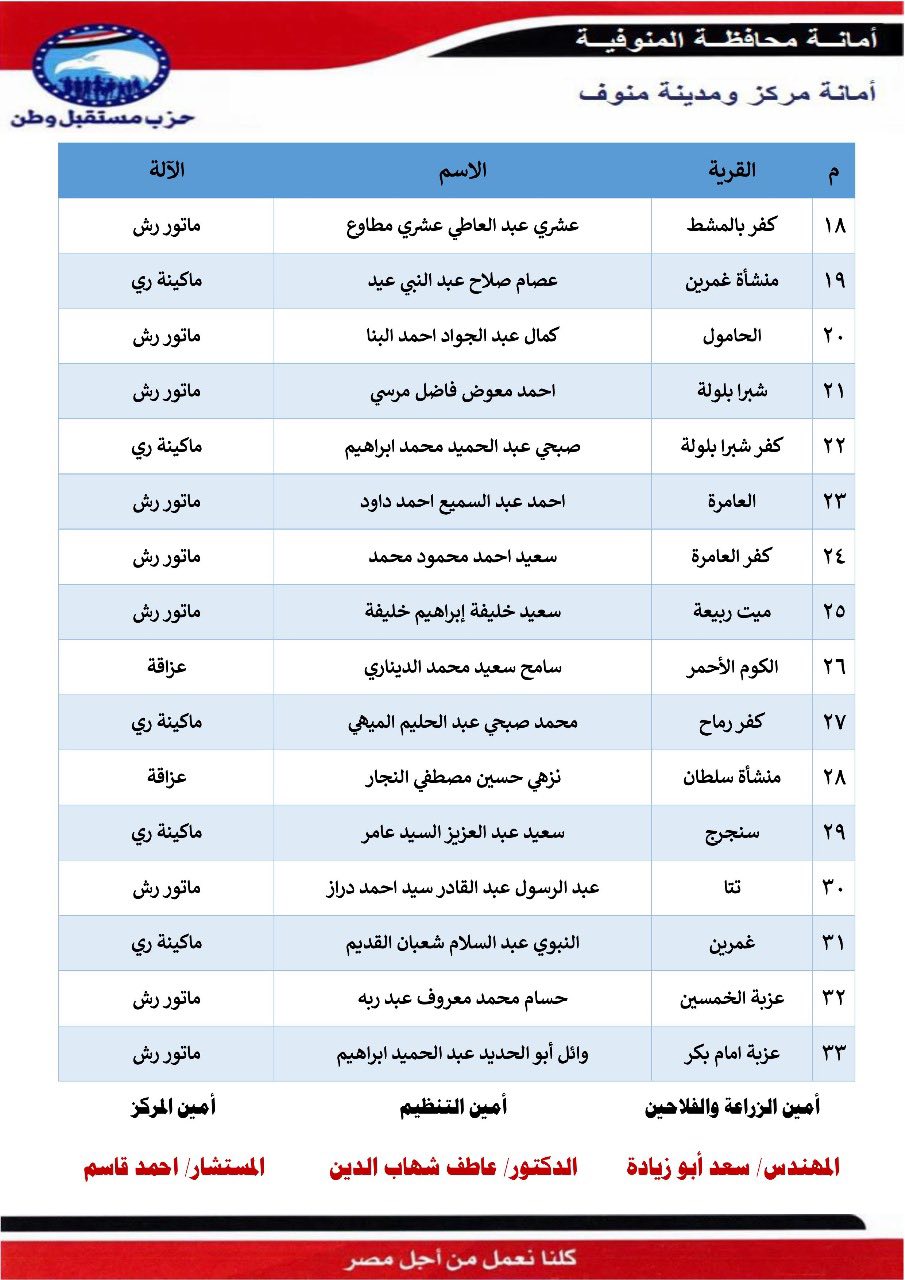 أمانــة محافظــة المنوفيــة
أمانة مركز ومدينة منوف
حزب مستقبل وطن
م القرية الاسم الآلة
١٨ كفر بالمشط عشري عبد العاطي عشري مطاوع ماتور رش
١٩ منشأة غمرين عصام صلاح عبد النبي عيد ماكينة ري
٢٠ الحامول كمال عبد الجواد احمد البنا ماتور رش
٢١ شبرا بلولة احمد معوض فاضل مرسي ماتور رش
٢٢ كفر شبرا بلولة صبحي عبد الحميد محمد ابراهيم ماكينة ري
٢٣ العامرة احمد عبد السميع احمد داود ماتور رش
٢٤ كفر العامرة سعيد احمد محمود محمد ماتور رش
٢٥ ميت ربيعة سعيد خليفة إبراهيم خليفة ماتور رش
٢٦ الكوم الأحمر سامح سعيد محمد الديناري عزاقة
٢٧ كفر رماح محمد صبحي عبد الحليم الميهي ماكينة ري
٢٨ منشأة سلطان نزهي حسين مصطفي النجار عزاقة
٢٩ سنجرج سعيد عبد العزيز السيد عامر ماكينة ري
٣٠ تتا عبد الرسول عبد القادر سيد احمد دراز ماتور رش
٣١ غمرين النبوي عبد السلام شعبان القديم ماكينة ري
٣٢ عزبة الخمسين حسام محمد معروف عبد ربه ماتور رش
٣٣ عزبة امام بكر وائل أبو الحديد عبد الحميد ابراهيم ماتور رش
أمين الزراعة والفلاحين أمين التنظيم أمين المركز
المهندس/ سعد أبو زيادة الدكتور/ عاطف شهاب الدين المستشار/ احمد قاسم
كلنا نعمل من أجل مصر